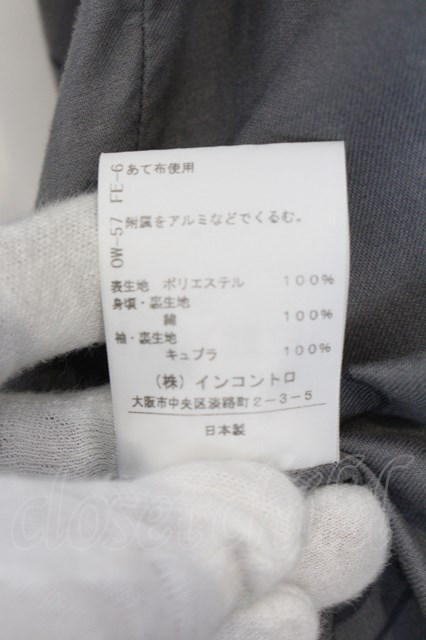 FE-6
あて布使用
OW-57
附属をアルミなどでくるむ。
表生地 ポリエステル 100%
身頃・裏生地
綿 100%
袖・裏生地
キュプラ 100%
(株)インコントロ
大阪市中央区淡路町2-3-5
日本製